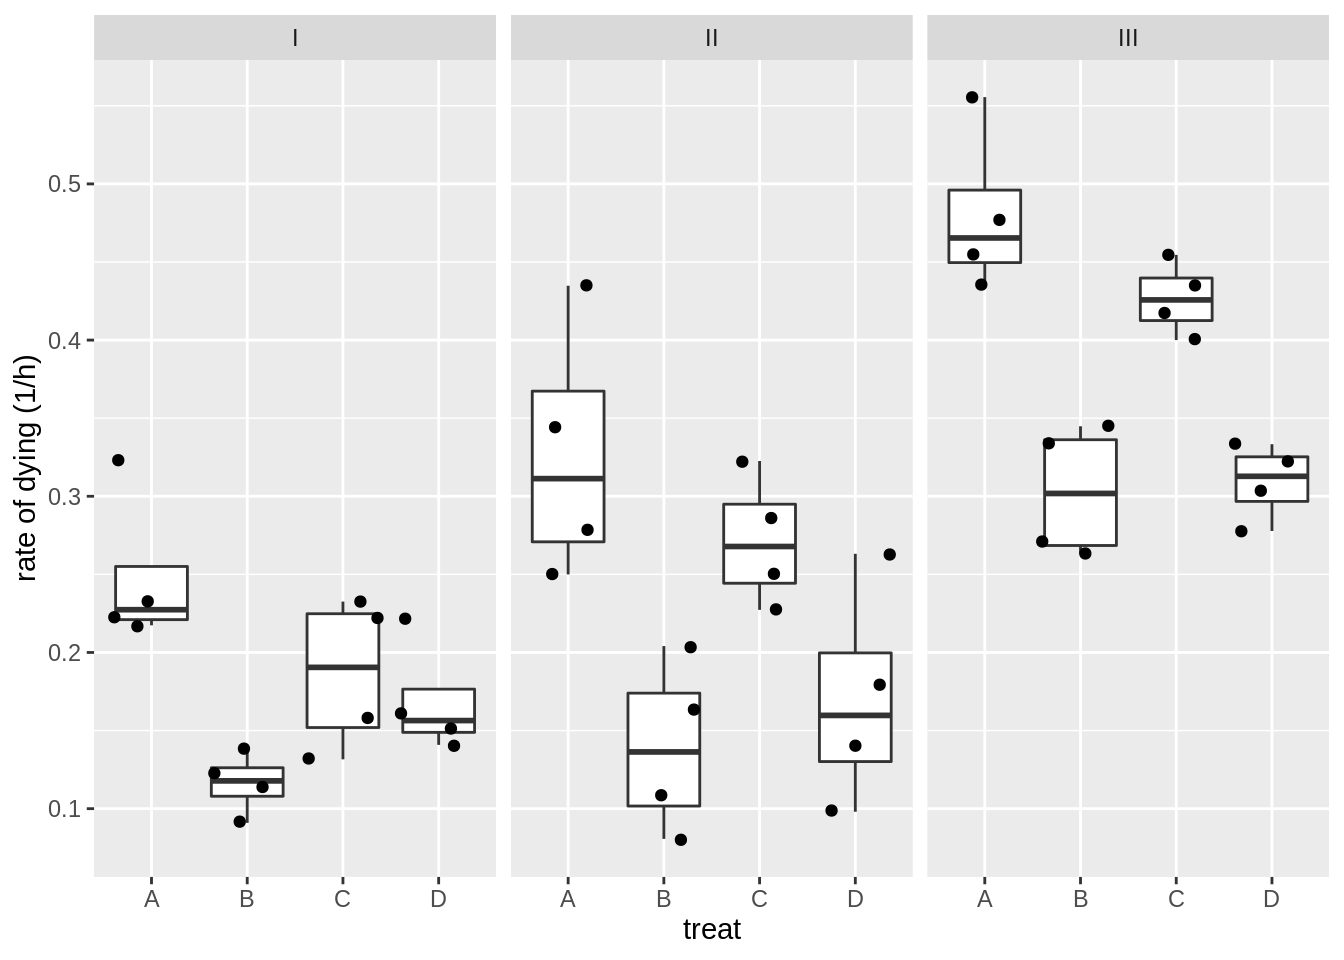 I II III
rate of dying (1/h)
0.5
0.4
0.3
0.2
0.1
A B C D A B C D A B C D
treat